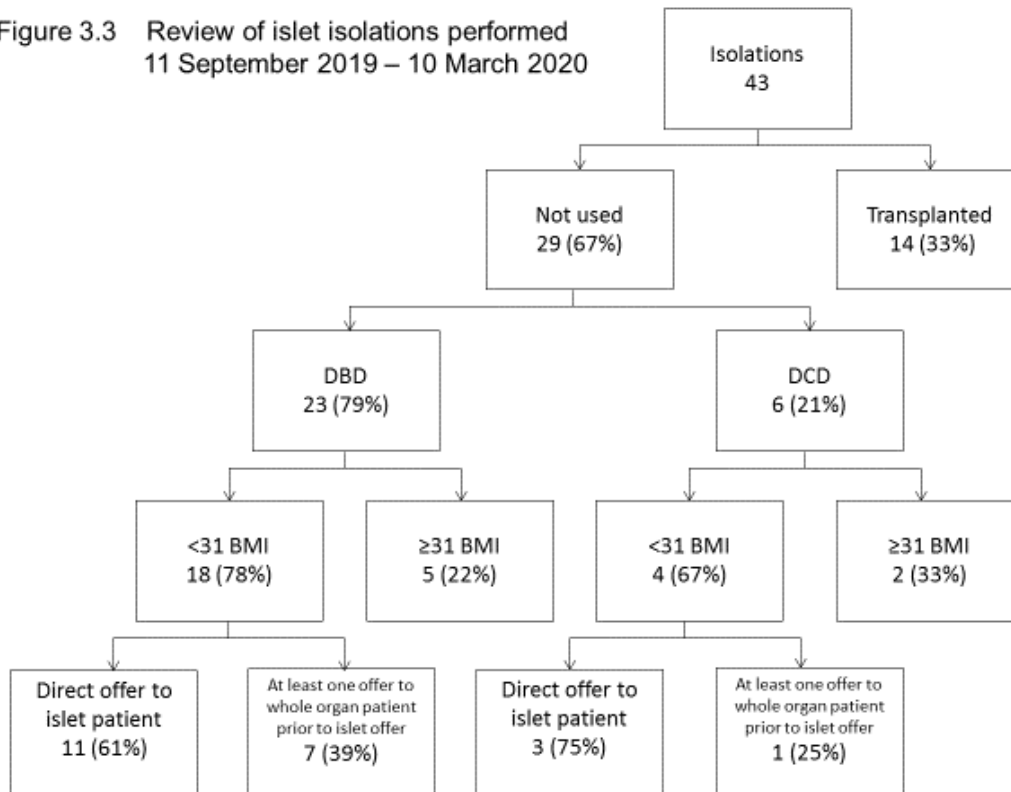 Figure 3.3 Review of islet isolations performed
11 September 2019 – 10 March 2020
Isolations
43
Not used
29 (67%)
Transplanted
14 (33%)
DBD
23 (79%)
DCD
6 (21%)
<31 BMI
18 (78%)
≥31 BMI
5 (22%)
<31 BMI
4 (67%)
≥31 BMI
2 (33%)
Direct offer to
islet patient
11 (61%)
At least one offer to
whole organ patient
prior to islet offer
7 (39%)
Direct offer to
islet patient
3 (75%)
At least one offer to
whole organ patient
prior to islet offer
1 (25%)